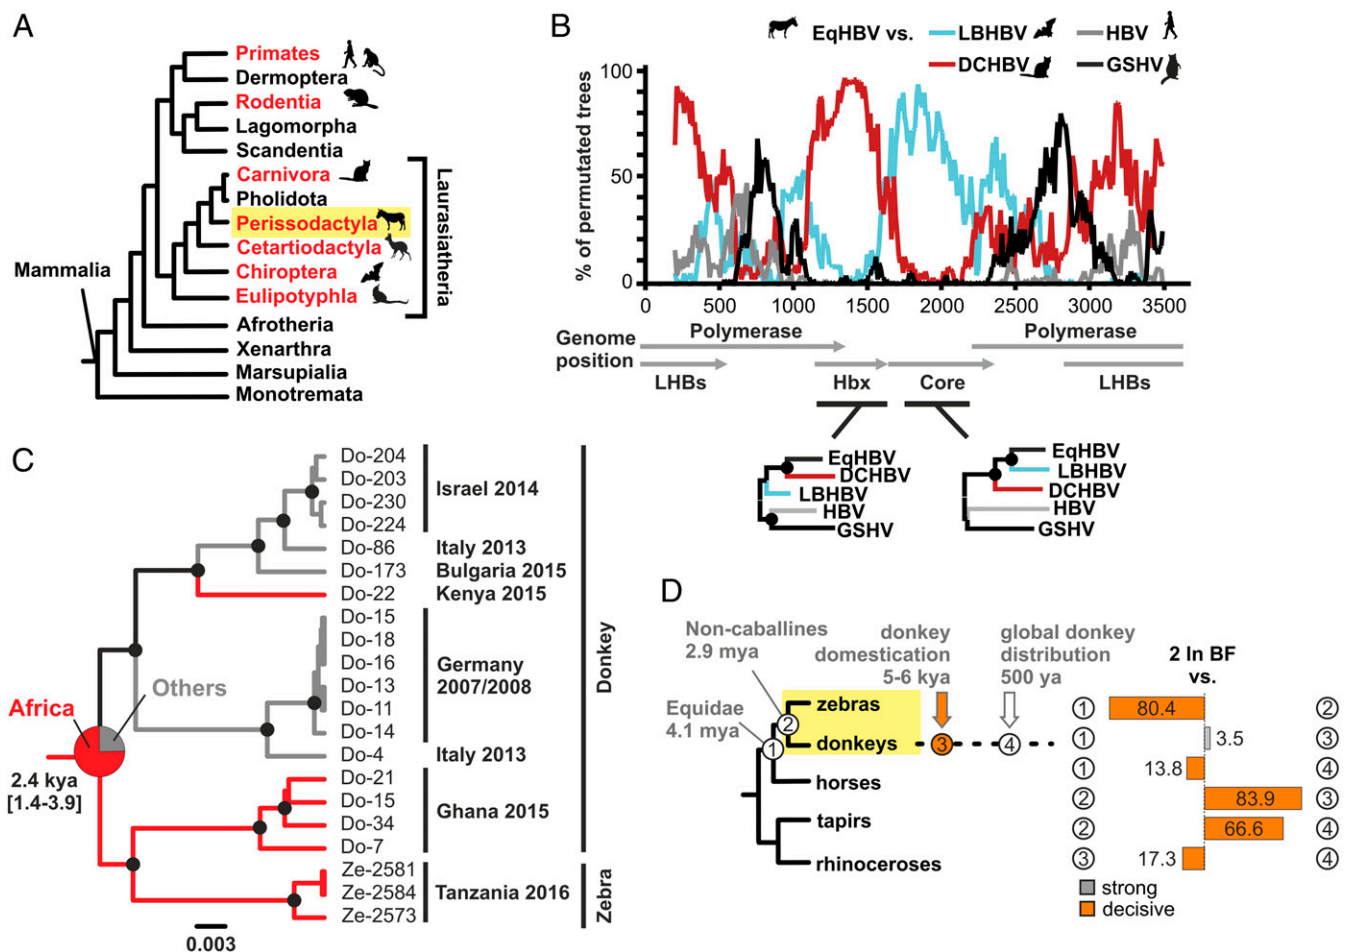 A
Primates
Dermoptera
Rodentia
Lagomorpha
Scandentia
Carnivora
Pholidota
Perissodactyla
Cetartiodactyla
Chiroptera
Eulipotyphla
Afrotheria
Xenarthra
Marsupialia
Monotremata
Mammalia
Laurasiatheria
B
EqHBV vs.
LBHBV
HBV
DCHBV
GSHV
% of permutated trees
100
50
0
0 500 1000 1500 2000 2500 3000 3500
Polymerase
Polymerase
Genome
position
LHBs
Hbx
Core
LHBs
EqHBV
DCHBV
LBHBV
HBV
GSHV
EqHBV
LBHBV
DCHBV
HBV
GSHV
C
Do-204
Do-203
Do-230
Do-224
Do-86
Do-173
Do-22
Do-15
Do-18
Do-16
Do-13
Do-11
Do-14
Do-4
Do-21
Do-15
Do-34
Do-7
Ze-2581
Ze-2584
Ze-2573
Israel 2014
Italy 2013
Bulgaria 2015
Kenya 2015
Germany
2007/2008
Italy 2013
Ghana 2015
Tanzania 2016
Donkey
Zebra
Africa
Others
2.4 kya
[1.4-3.9]
0.003
D
Non-caballines
2.9 mya
Equidae
4.1 mya
donkey
domestication
5-6 kya
global donkey
distribution
500 ya
zebras
donkeys
horses
tapirs
rhinoceroses
1
2
3
4
2 ln BF
vs.
1 80.4 2
1 3.5 3
1 13.8 4
2 83.9 3
2 66.6 4
3 17.3 4
strong
decisive